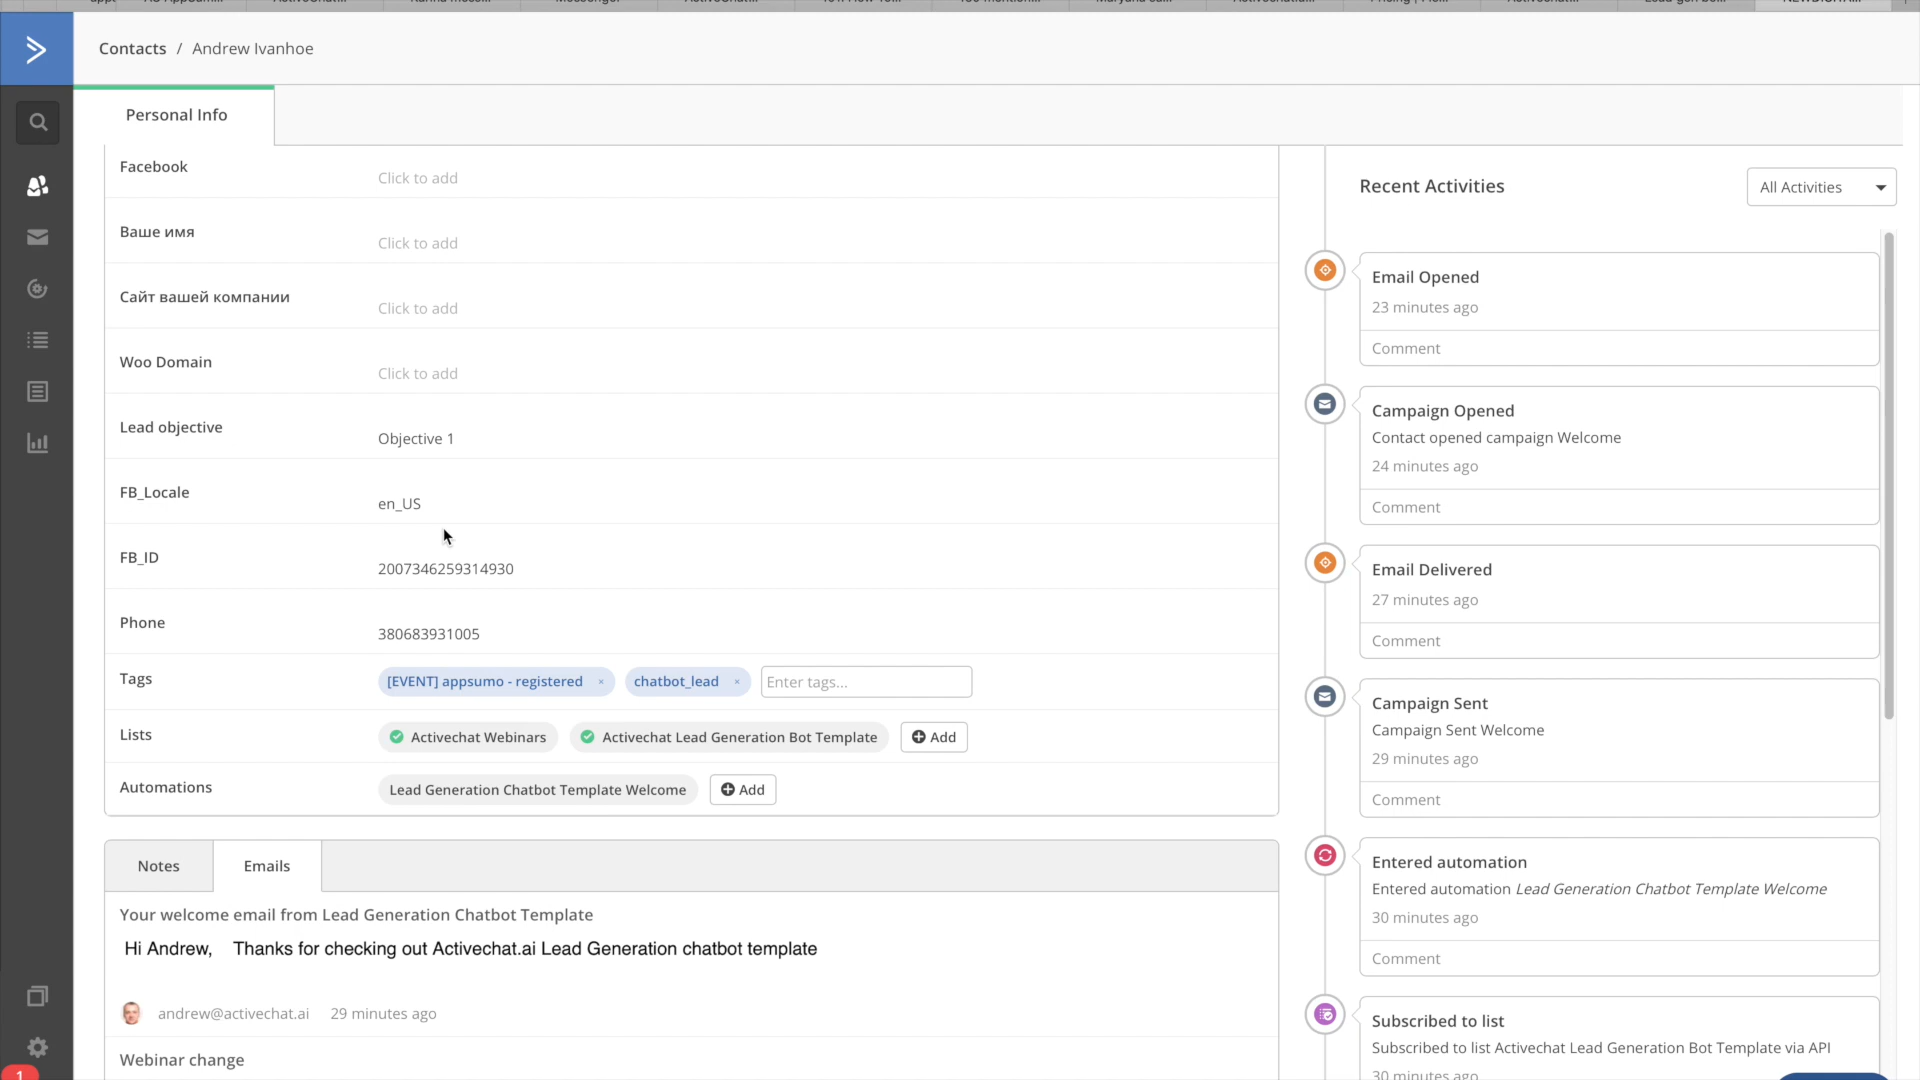 Contacts / Andrew Ivanhoe
Personal Info
Facebook
Click to add
Ваше имя
Click to add
Сайт вашей компании
Click to add
Woo Domain
Click to add
Lead objective
Objective 1
FB_Locale
en_US
FB_ID
2007346259314930
Phone
380683931005
Tags
[EVENT] appsumo - registered ×
chatbot_lead ×
Enter tags...
Lists
Activechat Webinars
Activechat Lead Generation Bot Template
Add
Automations
Lead Generation Chatbot Template Welcome
Add
Notes
Emails
Your welcome email from Lead Generation Chatbot Template
Hi Andrew, Thanks for checking out Activechat.ai Lead Generation chatbot template
andrew@activechat.ai 29 minutes ago
Webinar change
1
Recent Activities
All Activities
Email Opened
23 minutes ago
Comment
Campaign Opened
Contact opened campaign Welcome
24 minutes ago
Comment
Email Delivered
27 minutes ago
Comment
Campaign Sent
Campaign Sent Welcome
29 minutes ago
Comment
Entered automation
Entered automation Lead Generation Chatbot Template Welcome
30 minutes ago
Comment
Subscribed to list
Subscribed to list Activechat Lead Generation Bot Template via API
30 minutes ago